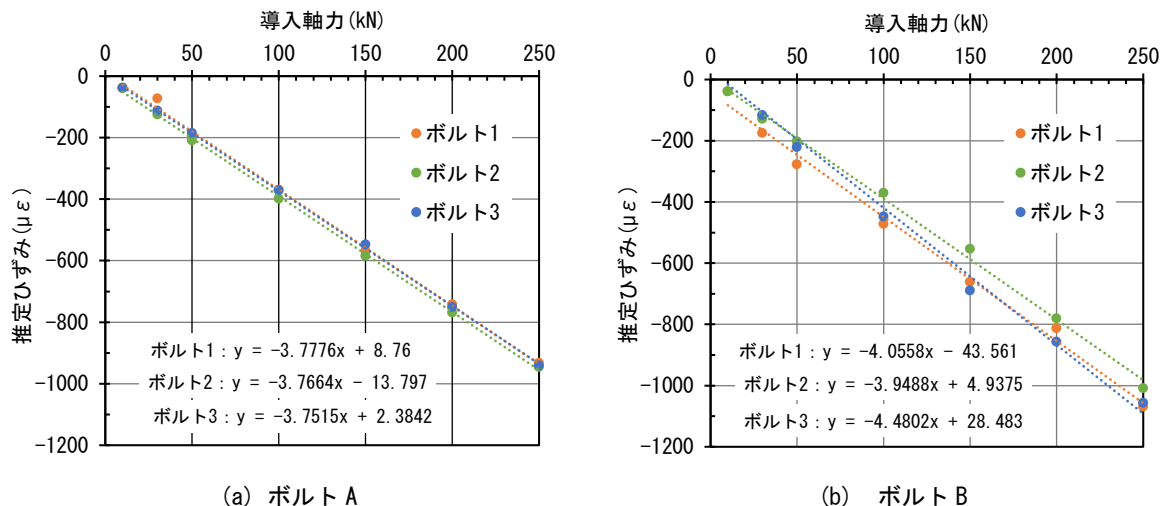 導入軸力(kN)
0 50 100 150 200 250
0
-200
-400
-600
-800
-1000
-1200
推定ひずみ(με)
ボルト1
ボルト2
ボルト3
ボルト1：y = -3.7776x + 8.76
ボルト2：y = -3.7664x - 13.797
ボルト3：y = -3.7515x + 2.3842
(a) ボルト A
導入軸力(kN)
0 50 100 150 200 250
0
-200
-400
-600
-800
-1000
-1200
推定ひずみ(με)
ボルト1
ボルト2
ボルト3
ボルト1：y = -4.0558x - 43.561
ボルト2：y = -3.9488x + 4.9375
ボルト3：y = -4.4802x + 28.483
(b) ボルト B